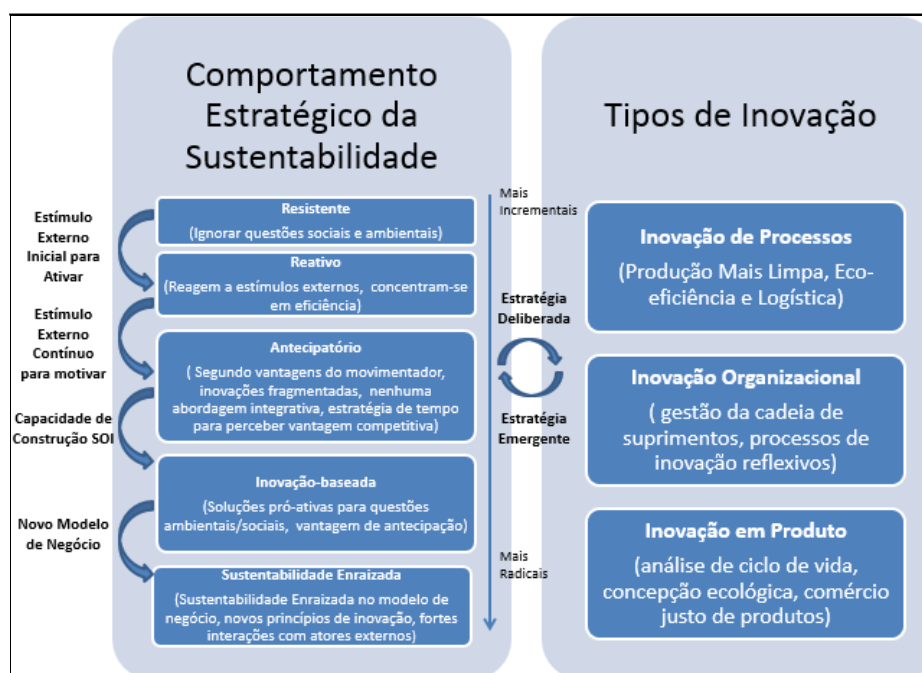 Comportamento
Estratégico da
Sustentabilidade
Estímulo
Externo
Inicial para
Ativar
Estímulo
Externo
Contínuo
para motivar
Capacidade de
Construção SOI
Novo Modelo
de Negócio
Resistente
(Ignorar questões sociais e ambientais)
Reativo
(Reagem a estímulos externos, concentram-se
em eficiência)
Antecipatório
( Segundo vantagens do movimentador,
inovações fragmentadas, nenhuma
abordagem integrativa, estratégia de tempo
para perceber vantagem competitiva)
Inovação-baseada
(Soluções pró-ativas para questões
ambientais/sociais, vantagem de antecipação)
Sustentabilidade Enraizada
(Sustentabilidade Enraizada no modelo de
negócio, novos princípios de inovação, fortes
interações com atores externos)
Mais
Incrementais
Estratégia
Deliberada
Estratégia
Emergente
Mais
Radicais
Tipos de Inovação
Inovação de Processos
(Produção Mais Limpa, Eco-
eficiência e Logística)
Inovação Organizacional
( gestão da cadeia de
suprimentos, processos de
inovação reflexivos)
Inovação em Produto
(análise de ciclo de vida,
concepção ecológica, comércio
justo de produtos)